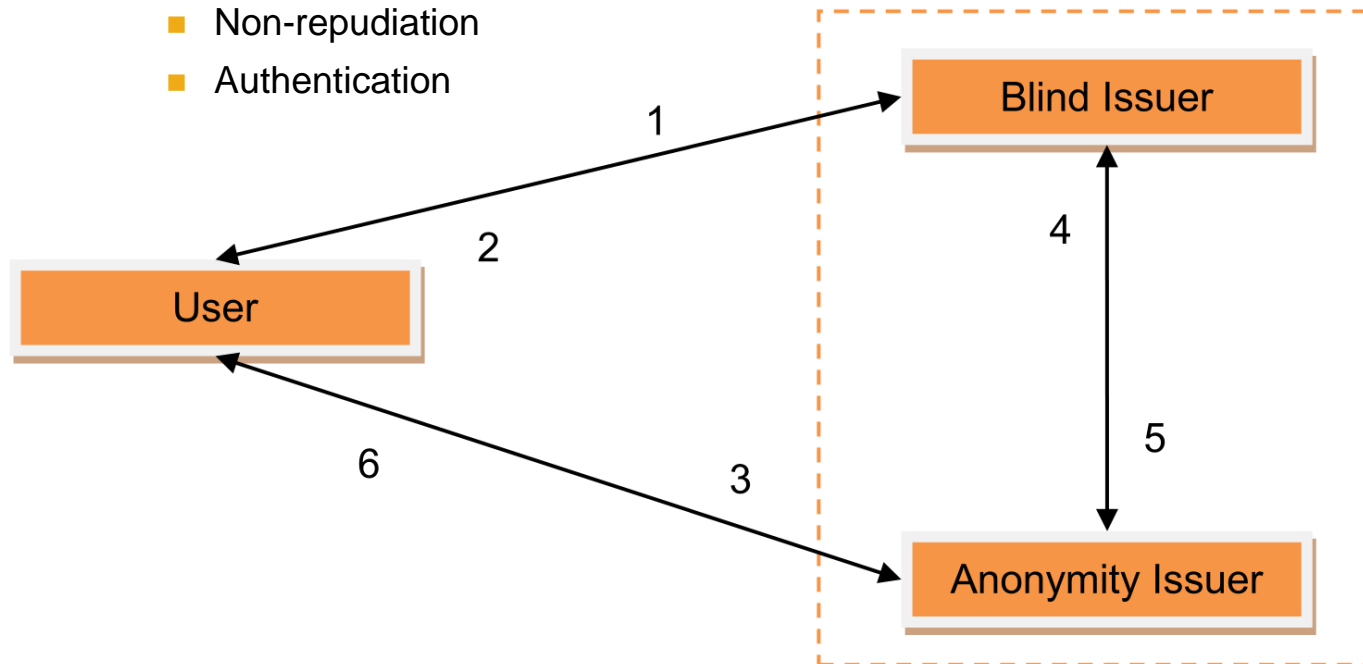 Non-repudiation
Authentication
Blind Issuer
1
2
4
User
6
3
5
Anonymity Issuer